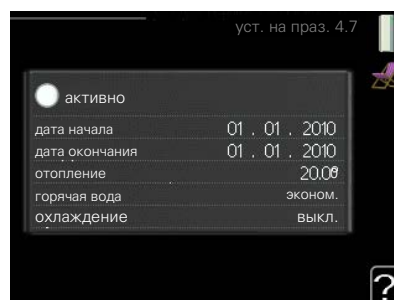 уст. на праз. 4.7
активно
дата начала 01 . 01 . 2010
дата окончания 01 . 01 . 2010
отопление 20.0°
горячая вода эконом.
охлаждение выкл.
?